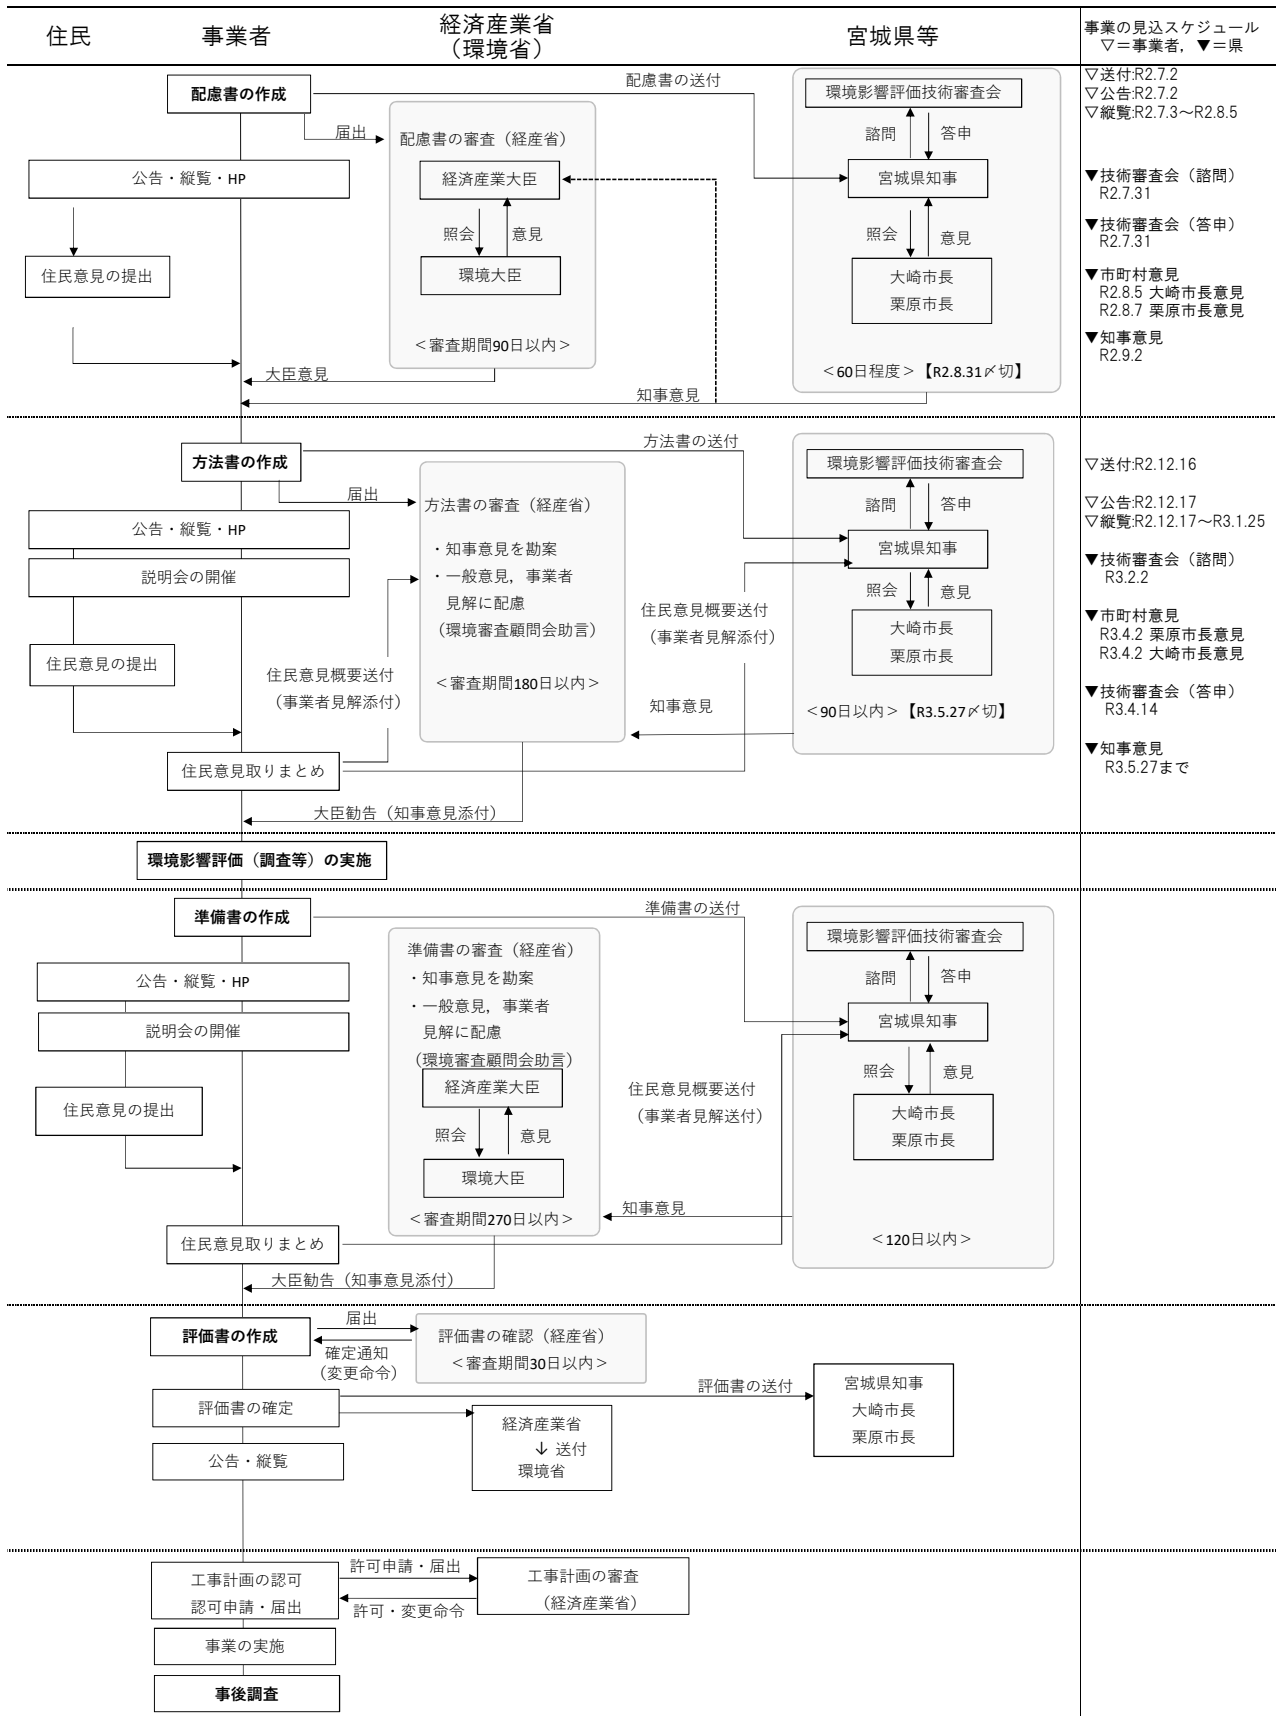 住民
事業者
経済産業省
（環境省）
宮城県等
事業の見込スケジュール
▽＝事業者，▼＝県
配慮書の作成
配慮書の送付
届出
配慮書の審査（経産省）
経済産業大臣
照会
意見
環境大臣
＜審査期間90日以内＞
公告・縦覧・HP
住民意見の提出
大臣意見
知事意見
環境影響評価技術審査会
諮問
答申
宮城県知事
照会
意見
大崎市長
栗原市長
＜60日程度＞【R2.8.31〆切】
▽送付:R2.7.2
▽公告:R2.7.2
▽縦覧:R2.7.3～R2.8.5
▼技術審査会（諮問）
R2.7.31
▼技術審査会（答申）
R2.7.31
▼市町村意見
R2.8.5 大崎市長意見
R2.8.7 栗原市長意見
▼知事意見
R2.9.2
方法書の作成
方法書の送付
届出
方法書の審査（経産省）
・知事意見を勘案
・一般意見，事業者
見解に配慮
（環境審査顧問会助言）
＜審査期間180日以内＞
公告・縦覧・HP
説明会の開催
住民意見の提出
住民意見概要送付
（事業者見解添付）
住民意見概要送付
（事業者見解添付）
知事意見
住民意見取りまとめ
大臣勧告（知事意見添付）
環境影響評価技術審査会
諮問
答申
宮城県知事
照会
意見
大崎市長
栗原市長
＜90日以内＞【R3.5.27〆切】
▽送付:R2.12.16
▽公告:R2.12.17
▽縦覧:R2.12.17～R3.1.25
▼技術審査会（諮問）
R3.2.2
▼市町村意見
R3.4.2 栗原市長意見
R3.4.2 大崎市長意見
▼技術審査会（答申）
R3.4.14
▼知事意見
R3.5.27まで
環境影響評価（調査等）の実施
準備書の作成
準備書の送付
準備書の審査（経産省）
・知事意見を勘案
・一般意見，事業者
見解に配慮
（環境審査顧問会助言）
経済産業大臣
照会
意見
環境大臣
＜審査期間270日以内＞
公告・縦覧・HP
説明会の開催
住民意見の提出
住民意見概要送付
（事業者見解送付）
知事意見
住民意見取りまとめ
大臣勧告（知事意見添付）
環境影響評価技術審査会
諮問
答申
宮城県知事
照会
意見
大崎市長
栗原市長
＜120日以内＞
評価書の作成
届出
確定通知
（変更命令）
評価書の確認（経産省）
＜審査期間30日以内＞
評価書の確定
評価書の送付
宮城県知事
大崎市長
栗原市長
経済産業省
↓ 送付
環境省
公告・縦覧
工事計画の認可
認可申請・届出
許可申請・届出
許可・変更命令
工事計画の審査
（経済産業省）
事業の実施
事後調査